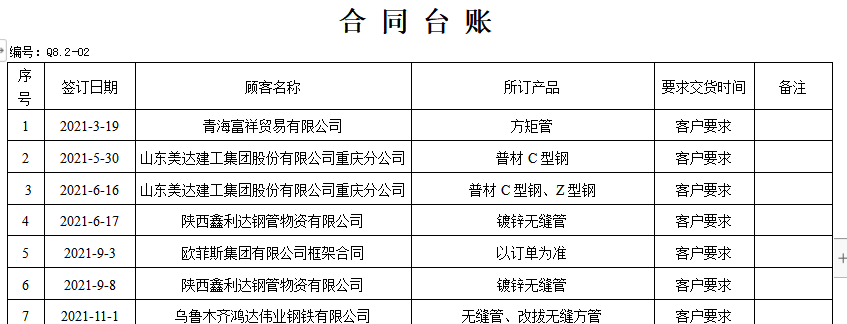 合同台账
编号：Q8.2-02
序号 签订日期 顾客名称 所订产品 要求交货时间 备注
1 2021-3-19 青海富祥贸易有限公司 方矩管 客户要求
2 2021-5-30 山东美达建工集团股份有限公司重庆分公司 普材 C 型钢 客户要求
3 2021-6-16 山东美达建工集团股份有限公司重庆分公司 普材 C 型钢、Z 型钢 客户要求
4 2021-6-17 陕西鑫利达钢管物资有限公司 镀锌无缝管 客户要求
5 2021-9-3 欧菲斯集团有限公司框架合同 以订单为准 客户要求
6 2021-9-8 陕西鑫利达钢管物资有限公司 镀锌无缝管 客户要求
7 2021-11-1 乌鲁木齐鸿达伟业钢铁有限公司 无缝管、改拔无缝方管 客户要求